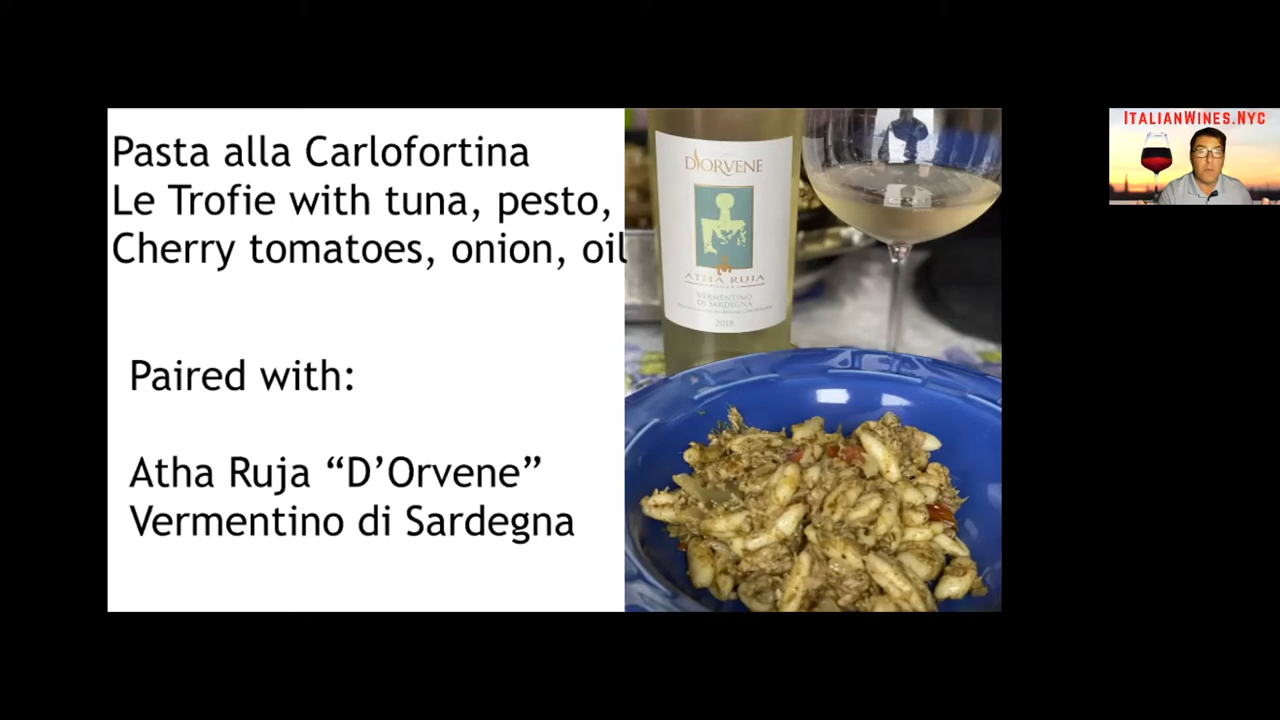 Pasta alla Carlofortina
Le Trofie with tuna, pesto,
Cherry tomatoes, onion, oil
Paired with:
Atha Ruja “D’Orvene”
Vermentino di Sardegna
D'ORVENE
ATHA RUJA
VERMENTINO
DI SARDEGNA
2018
ITALIANWINES.NYC